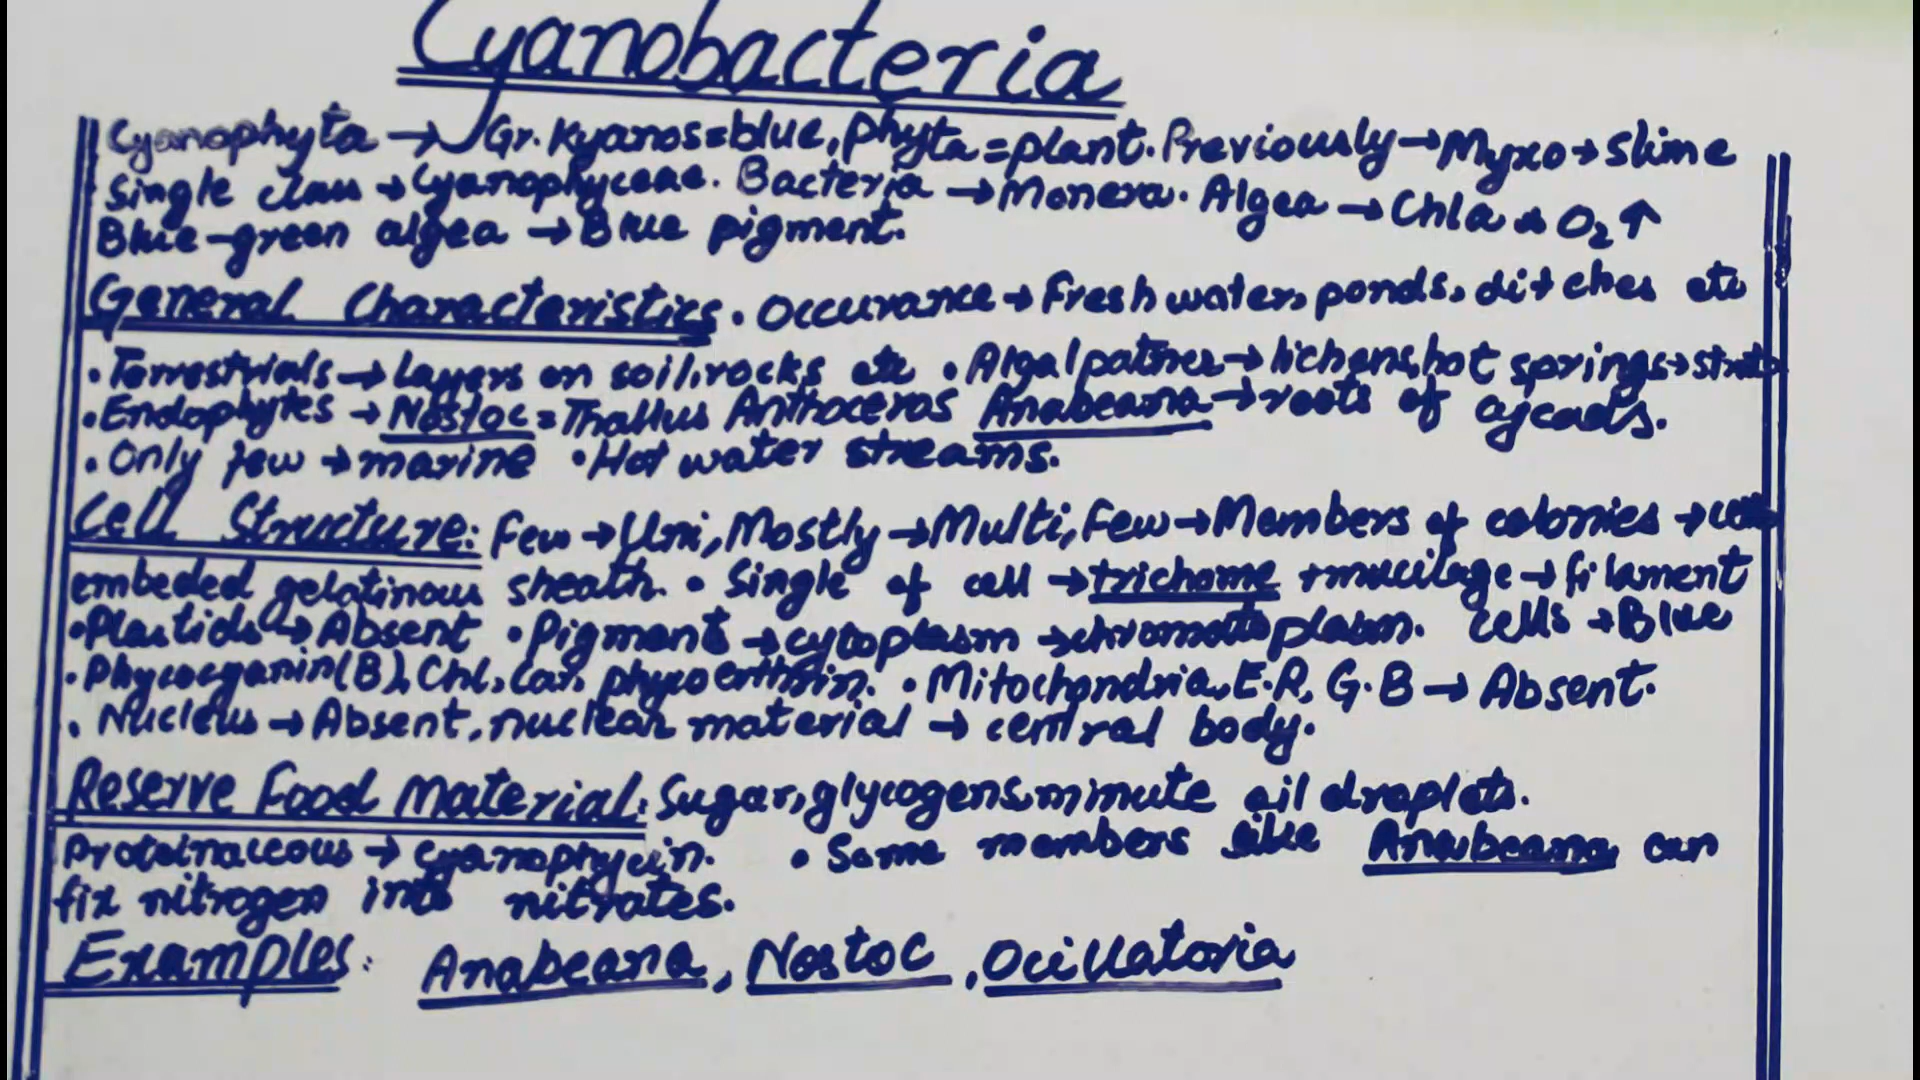 Cyanobacteria
Cyanophyta → Gr. Kyanos=blue, phyta=plant. Previously→Myxo→Slime
Single class →Cyanophyceae. Bacteria →Monera. Algea →Chla O₂↑
Blue-green algea → Blue pigment.
General Characteristics. Occurance→Fresh water, ponds, ditches etc
•Terrestrials→Layers on soil, rocks etc •Algal patner→lichens, hot springs→
•Endophytes →Nostoc=Thallus Anthoceros Anabeana→roots of cycads.
•Only few →marine •Hot water streams.
Cell Structure: Few→Uni, Mostly→Multi, Few→Members of colonies →
embeded gelatinous sheath. • Single of cell →trichome +mucilage→filament
•Plastids→Absent •Pigments →cytoplasm →chromatoplasm. cells →Blue
•Phycocyanin(B), Chl, Car, phycoerthrin. •Mitochondria, E.R, G.B→ Absent.
• Nucleus → Absent, nuclear material → central body.
Reserve Food Material: Sugar, glycogens, minute oil droplets.
Proteinaceous → cyanophycin. • Some members like Anabeana can
fix nitrogen into nitrates.
Examples: Anabeana, Nostoc, Ocillatoria